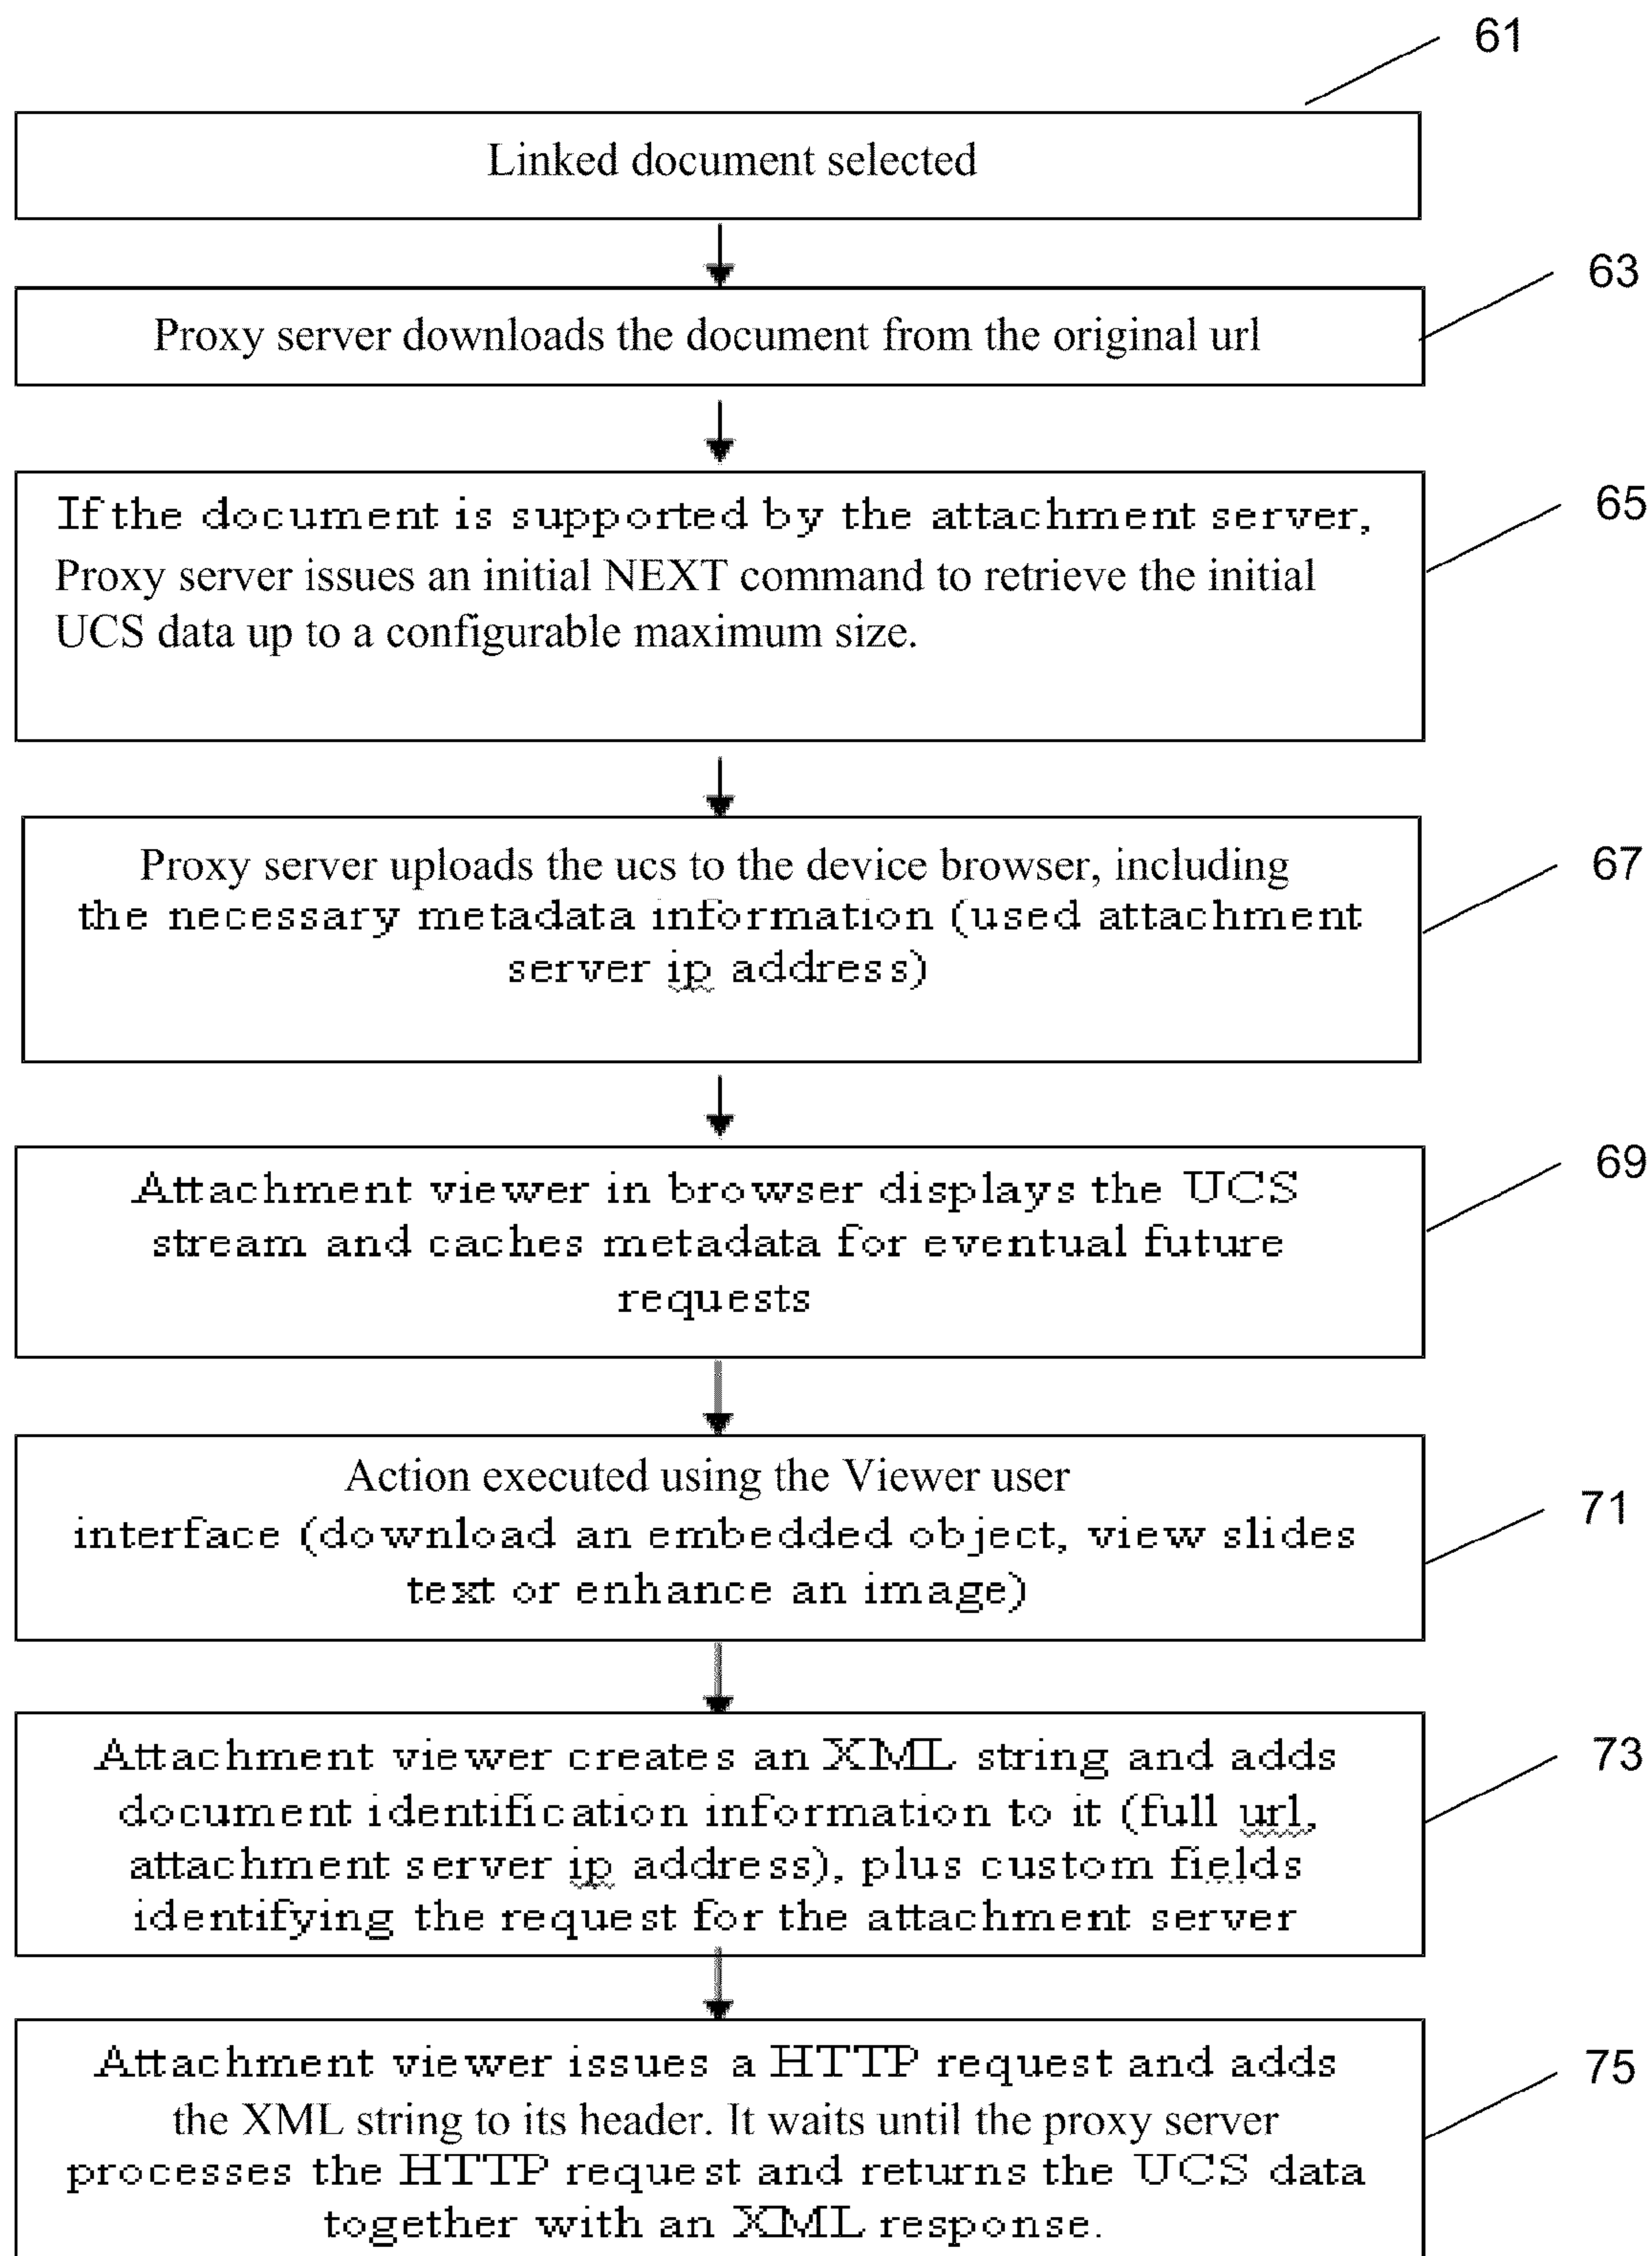 61
Linked document selected
63
Proxy server downloads the document from the original url
65
If the document is supported by the attachment server,
Proxy server issues an initial NEXT command to retrieve the initial
UCS data up to a configurable maximum size.
67
Proxy server uploads the ucs to the device browser, including
the necessary metadata information (used attachment
server ip address)
69
Attachment viewer in browser displays the UCS
stream and caches metadata for eventual future
requests
71
Action executed using the Viewer user
interface (download an embedded object, view slides
text or enhance an image)
73
Attachment viewer creates an XML string and adds
document identification information to it (full url,
attachment server ip address), plus custom fields
identifying the request for the attachment server
75
Attachment viewer issues a HTTP request and adds
the XML string to its header. It waits until the proxy server
processes the HTTP request and returns the UCS data
together with an XML response.